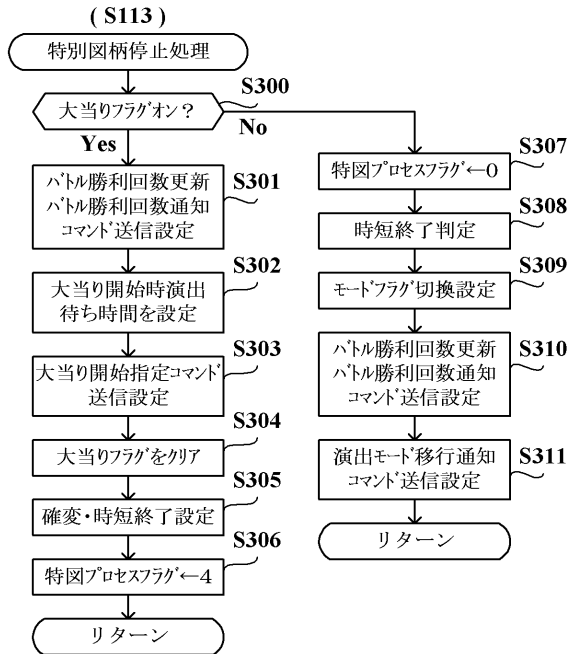 ( S113 )
特別図柄停止処理
大当りフラグオン？
S300
Yes
No
バトル勝利回数更新
バトル勝利回数通知
コマンド送信設定
S301
大当り開始時演出
待ち時間を設定
S302
大当り開始指定コマンド
送信設定
S303
大当りフラグをクリア
S304
確変・時短終了設定
S305
特図プロセスフラグ←4
S306
リターン
特図プロセスフラグ←0
S307
時短終了判定
S308
モードフラグ切換設定
S309
バトル勝利回数更新
バトル勝利回数通知
コマンド送信設定
S310
演出モード移行通知
コマンド送信設定
S311
リターン